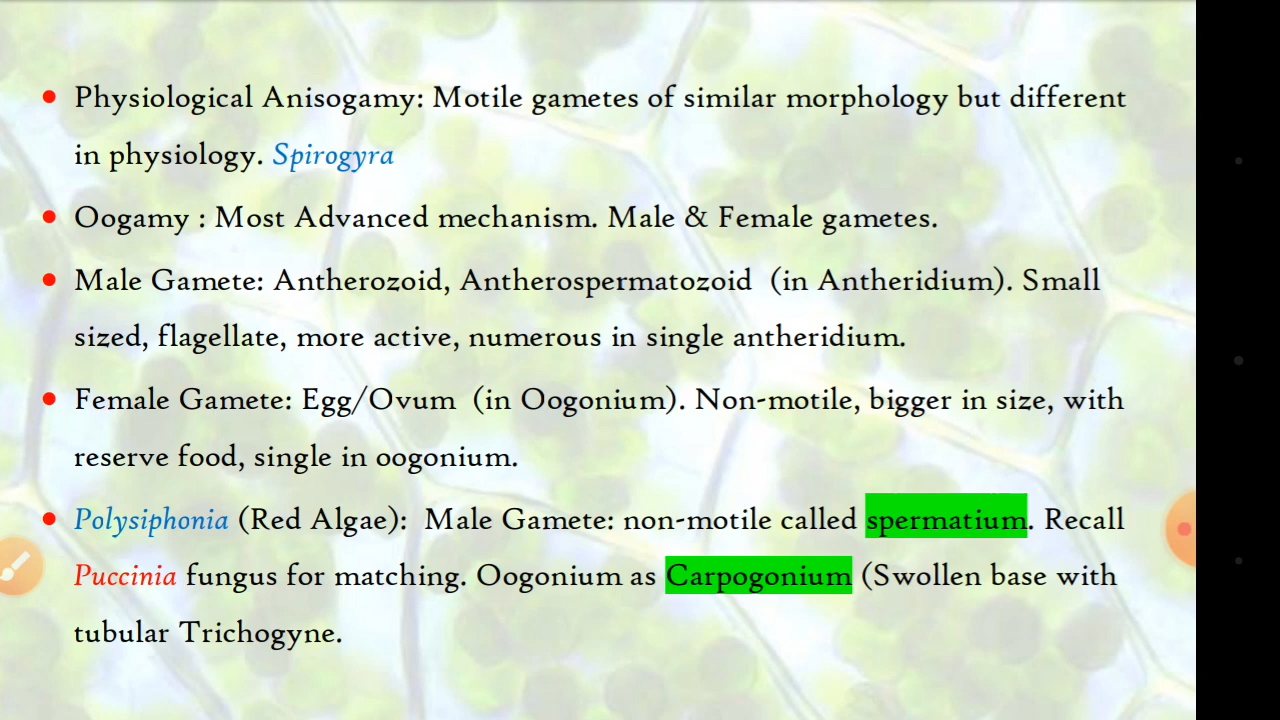 Physiological Anisogamy: Motile gametes of similar morphology but different
in physiology. Spirogyra
Oogamy : Most Advanced mechanism. Male & Female gametes.
Male Gamete: Antherozoid, Antherospermatozoid (in Antheridium). Small
sized, flagellate, more active, numerous in single antheridium.
Female Gamete: Egg/Ovum (in Oogonium). Non-motile, bigger in size, with
reserve food, single in oogonium.
Polysiphonia (Red Algae): Male Gamete: non-motile called spermatium. Recall
Puccinia fungus for matching. Oogonium as Carpogonium (Swollen base with
tubular Trichogyne.